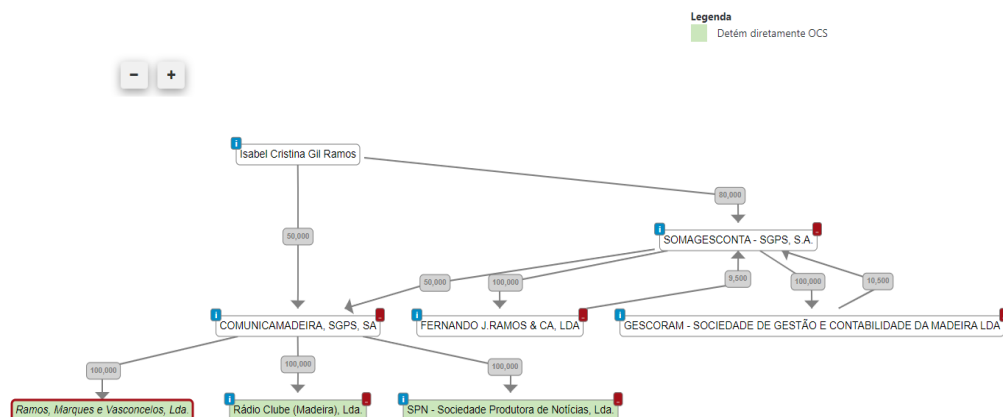 Legenda
Detém diretamente OCS
− +
i
Isabel Cristina Gil Ramos
80,000
50,000
i
SOMAGESCONTA - SGPS, S.A.
50,000
100,000
9,500
100,000
10,500
i
COMUNICAMADEIRA, SGPS, SA
i
FERNANDO J.RAMOS & CA, LDA
i
GESCORAM - SOCIEDADE DE GESTÃO E CONTABILIDADE DA MADEIRA LDA
100,000
100,000
100,000
Ramos, Marques e Vasconcelos, Lda.
i
Rádio Clube (Madeira), Lda.
i
SPN - Sociedade Produtora de Notícias, Lda.